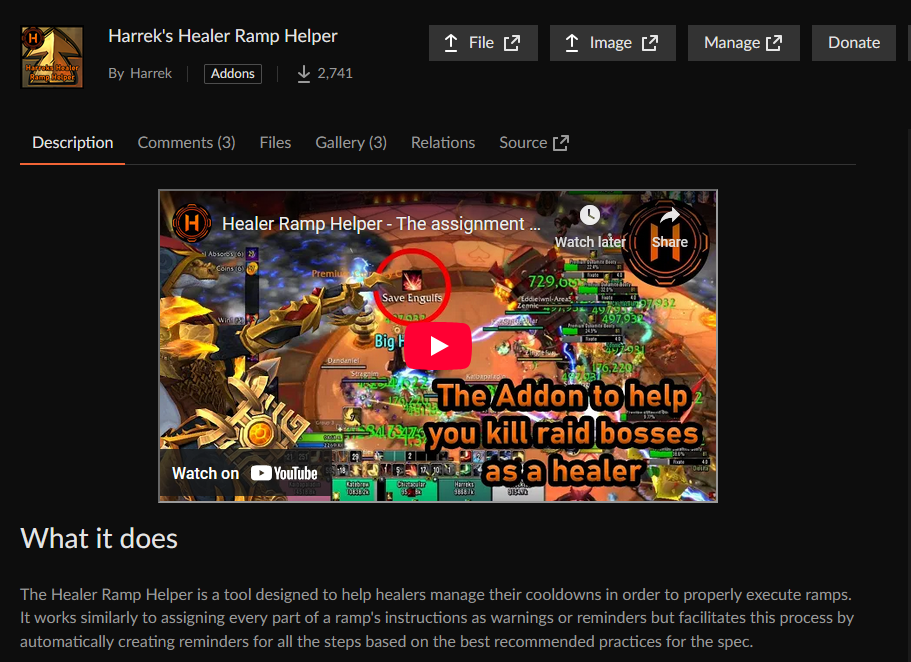 Harrek's Healer Ramp Helper
By Harrek
Addons
2,741
File
Image
Manage
Donate
Description
Comments (3)
Files
Gallery (3)
Relations
Source
H
Healer Ramp Helper - The assignment ...
Watch later
Share
Save Engulfs
Big H
Dandaniel
The Addon to help
you kill raid bosses
as a healer
Watch on YouTube
What it does
The Healer Ramp Helper is a tool designed to help healers manage their cooldowns in order to properly execute ramps.
It works similarly to assigning every part of a ramp's instructions as warnings or reminders but facilitates this process by
automatically creating reminders for all the steps based on the best recommended practices for the spec.